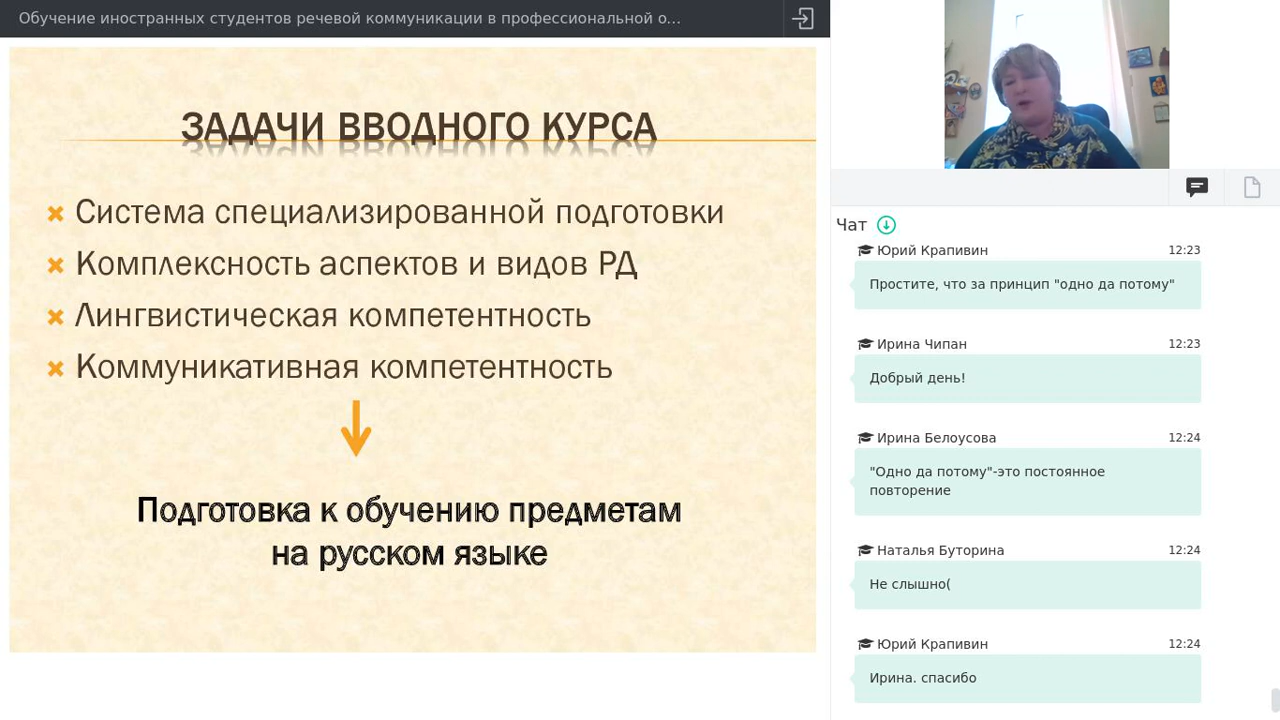 Обучение иностранных студентов речевой коммуникации в профессиональной о...
ЗАДАЧИ ВВОДНОГО КУРСА
Система специализированной подготовки
Комплексность аспектов и видов РД
Лингвистическая компетентность
Коммуникативная компетентность
Подготовка к обучению предметам
на русском языке
Чат
Юрий Крапивин 12:23
Простите, что за принцип "одно да потому"
Ирина Чипан 12:23
Добрый день!
Ирина Белоусова 12:24
"Одно да потому"-это постоянное
повторение
Наталья Буторина 12:24
Не слышно(
Юрий Крапивин 12:24
Ирина. спасибо